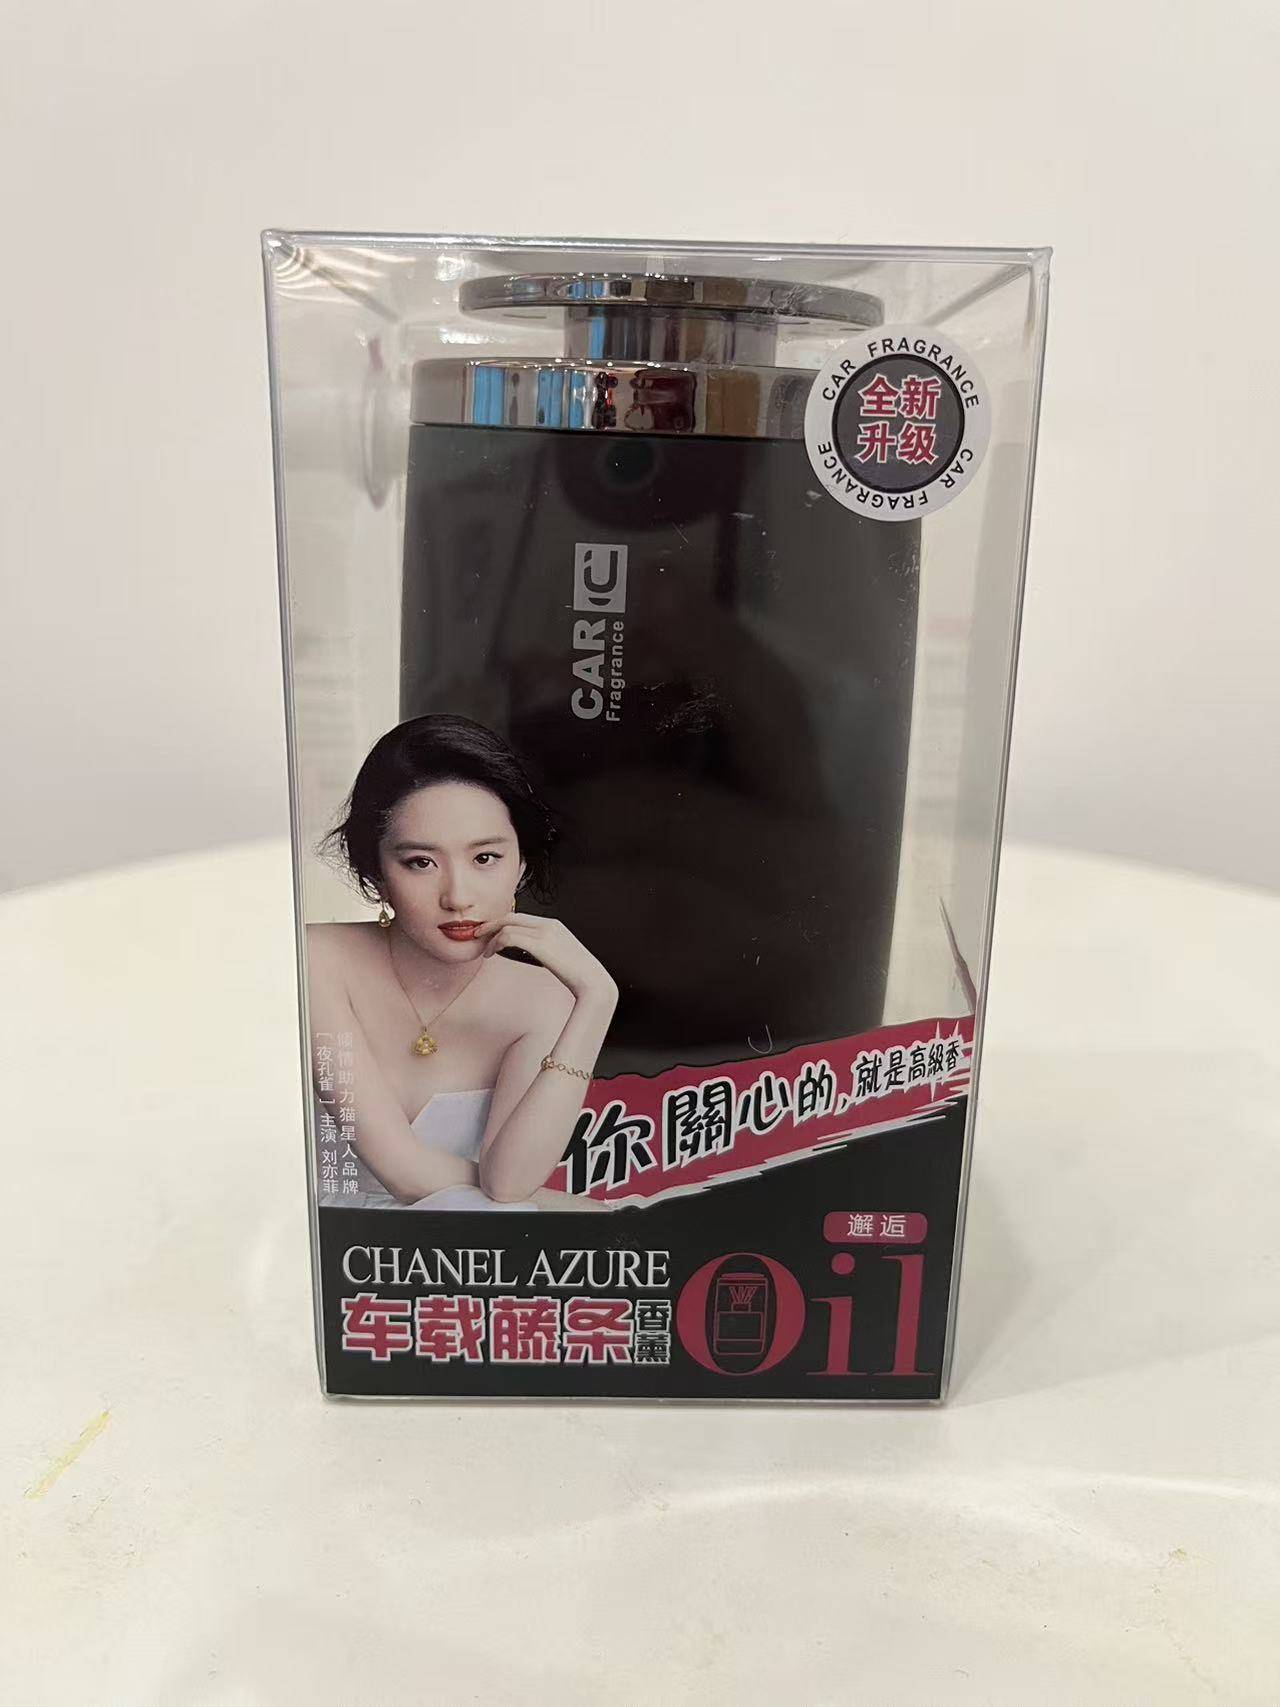 CAR FRAGRANCE
全新
升级
CAR FRAGRANCE
CAR
Fragrance
倾情助力猫星人品牌
[夜孔雀]主演 刘亦菲
你關心的,就是高級香
邂逅
CHANEL AZURE
Oil
车载藤条香薰